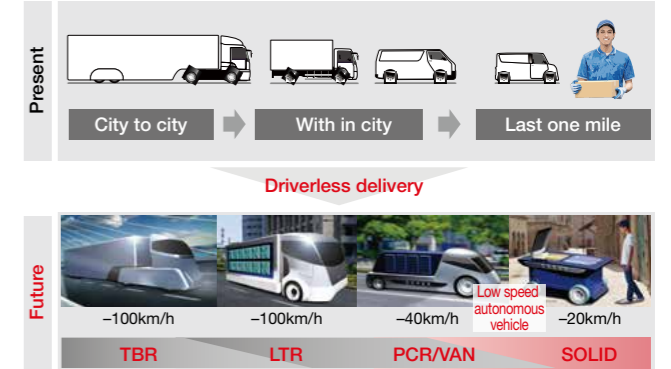 Present
City to city
With in city
Last one mile
Driverless delivery
Future
Low speed
autonomous
vehicle
–100km/h
–100km/h
–40km/h
–20km/h
TBR
LTR
PCR/VAN
SOLID